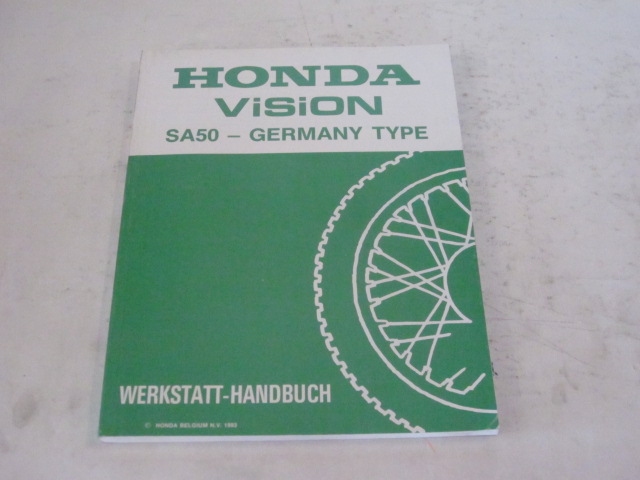 HONDA
ViSiON
SA50 – GERMANY TYPE
WERKSTATT-HANDBUCH
© HONDA BELGIUM N.V.